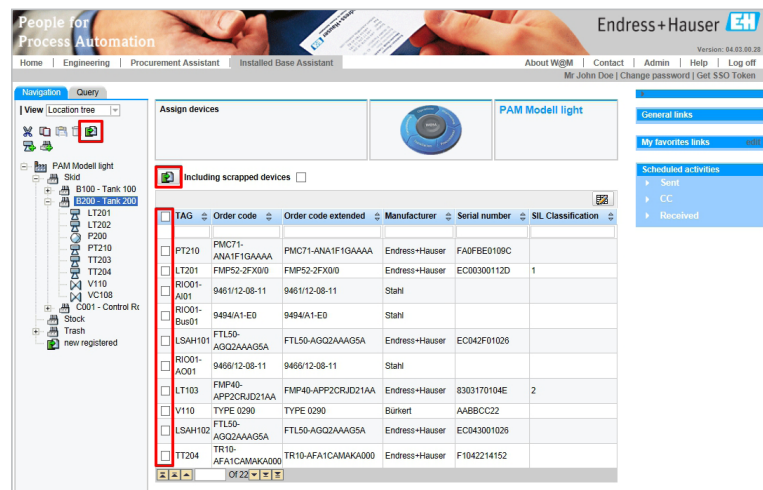 People for
Process Automation
Endress+Hauser EH
Version: 04.03.00.28
Home | Engineering | Procurement Assistant | Installed Base Assistant
About W@M | Contact | Admin | Help | Log off
Mr John Doe | Change password | Get SSO Token
Navigation Query
View Location tree
PAM Modell light
Skid
B100 - Tank 100
B200 - Tank 200
LT201
LT202
P200
PT210
TT203
TT204
V110
VC108
C001 - Control Rc
Stock
Trash
new registered
Assign devices
PAM Modell light
Including scrapped devices
TAG Order code Order code extended Manufacturer Serial number SIL Classification
PT210 PMC71-ANA1F1GAAAA PMC71-ANA1F1GAAAA Endress+Hauser FA0FBE0109C
LT201 FMP52-2FX0/0 FMP52-2FX0/0 Endress+Hauser EC00300112D 1
RIO01-AI01 9461/12-08-11 9461/12-08-11 Stahl
RIO01-Bus01 9494/A1-E0 9494/A1-E0 Stahl
LSAH101 FTL50-AGQ2AAAG5A FTL50-AGQ2AAAG5A Endress+Hauser EC042F01026
RIO01-AO01 9466/12-08-11 9466/12-08-11 Stahl
LT103 FMP40-APP2CRJD21AA FMP40-APP2CRJD21AA Endress+Hauser 8303170104E 2
V110 TYPE 0290 TYPE 0290 Bürkert AABBCC22
LSAH102 FTL50-AGQ2AAAG5A FTL50-AGQ2AAAG5A Endress+Hauser EC043001026
TT204 TR10-AFA1CAMAKA000 TR10-AFA1CAMAKA000 Endress+Hauser F1042214152
Of 22
General links
My favorites links edit
Scheduled activities
Sent
CC
Received